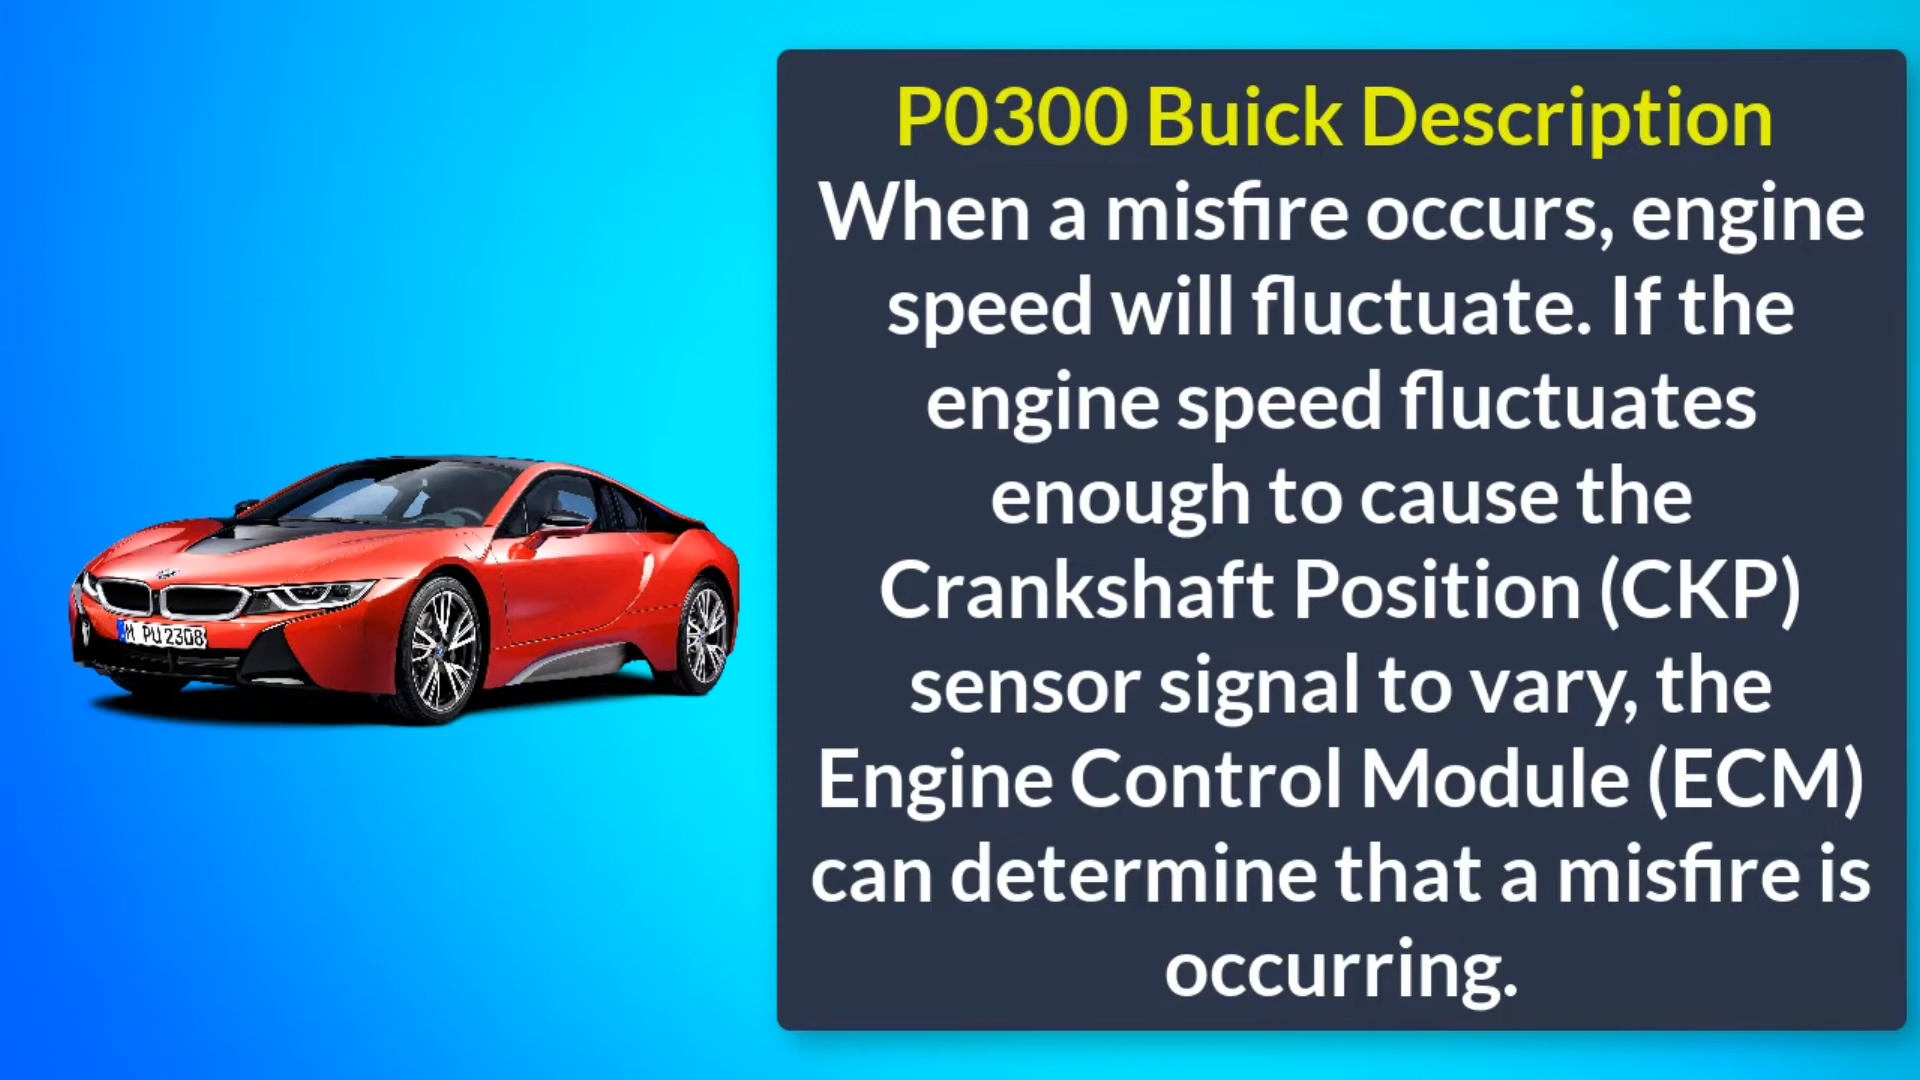 P0300 Buick Description
When a misfire occurs, engine
speed will fluctuate. If the
engine speed fluctuates
enough to cause the
Crankshaft Position (CKP)
sensor signal to vary, the
Engine Control Module (ECM)
can determine that a misfire is
occurring.
M PU 2308